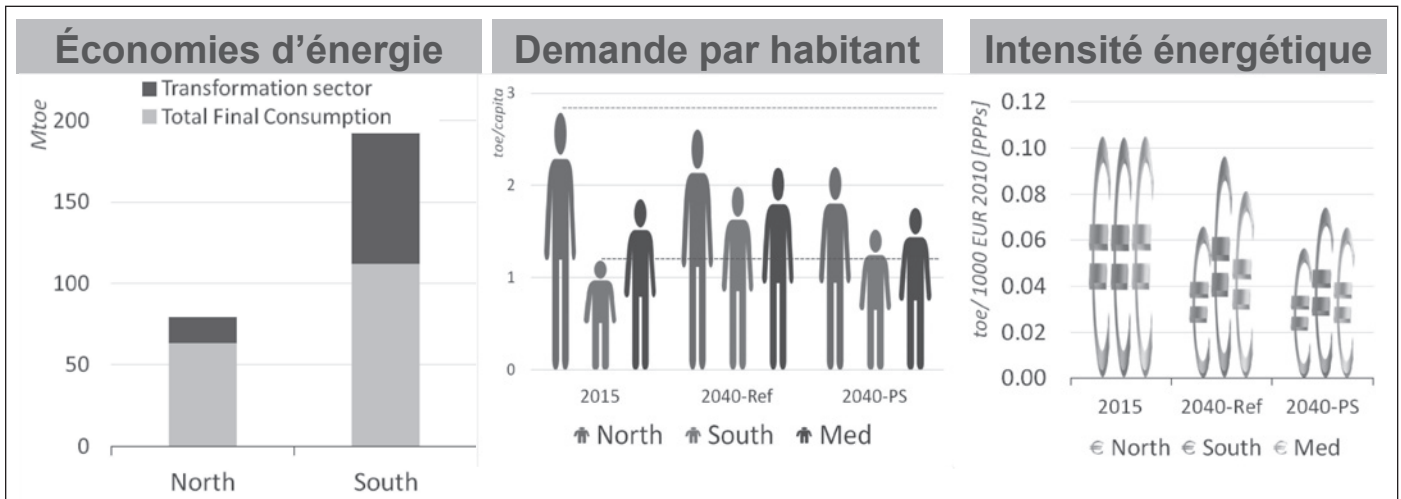 Économies d’énergie
Mtoe
Transformation sector
Total Final Consumption
200
150
100
50
0
North South
Demande par habitant
toe/capita
3
2
1
0
2015 2040-Ref 2040-PS
North South Med
Intensité énergétique
toe/ 1000 EUR 2010 [PPPs]
0.12
0.10
0.08
0.06
0.04
0.02
0.00
2015 2040-Ref 2040-PS
€ North € South € Med